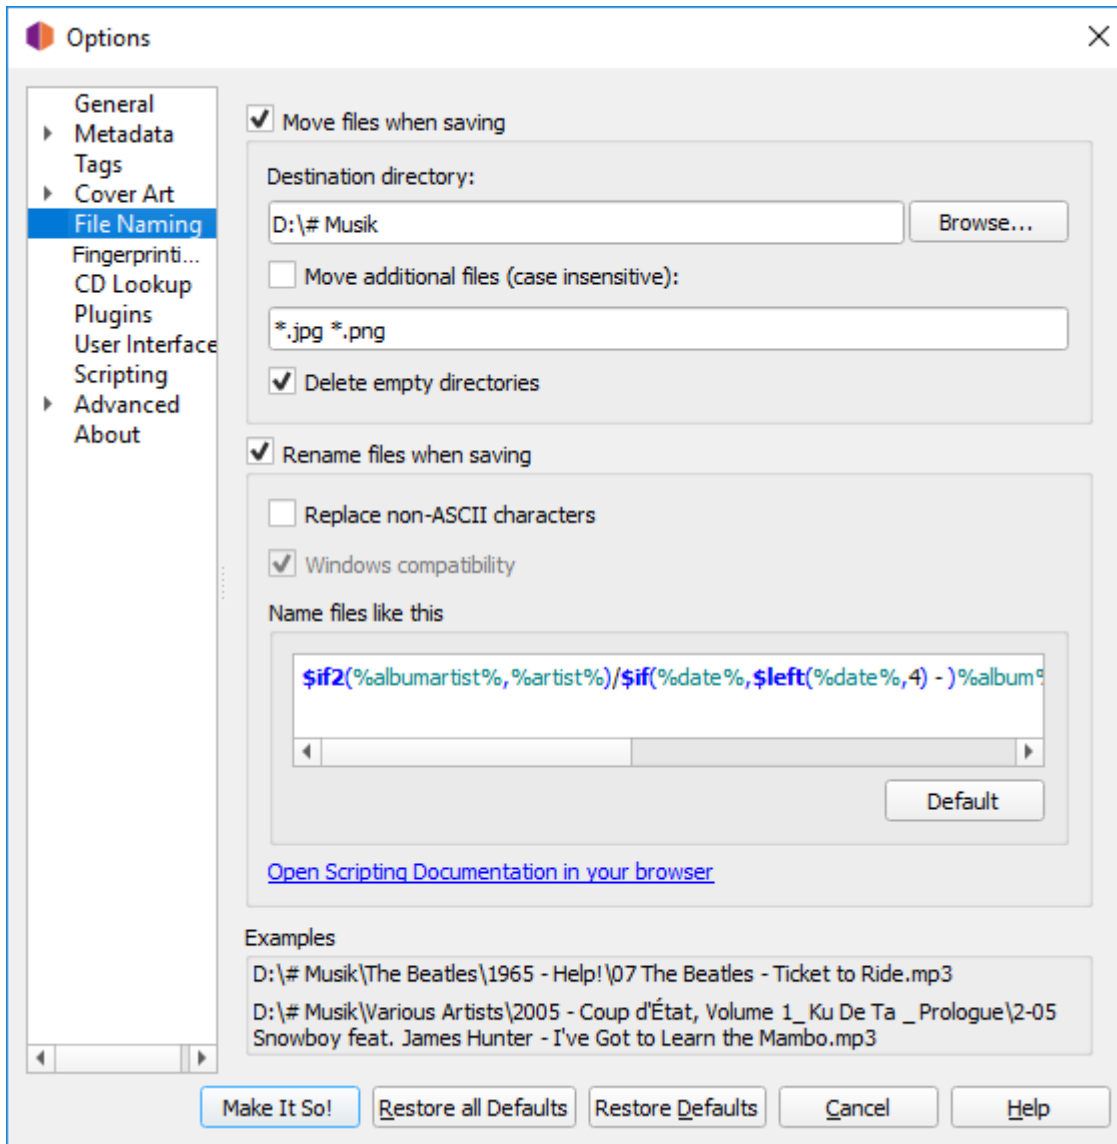 Options
General
Metadata
Tags
Cover Art
File Naming
Fingerprinti...
CD Lookup
Plugins
User Interface
Scripting
Advanced
About
Move files when saving
Destination directory:
D:\# Musik
Browse...
Move additional files (case insensitive):
*.jpg *.png
Delete empty directories
Rename files when saving
Replace non-ASCII characters
Windows compatibility
Name files like this
$if2(%albumartist%,%artist%)/$if(%date%,$left(%date%,4) - )%album%
Default
Open Scripting Documentation in your browser
Examples
D:\# Musik\The Beatles\1965 - Help!\07 The Beatles - Ticket to Ride.mp3
D:\# Musik\Various Artists\2005 - Coup d'État, Volume 1_ Ku De Ta _ Prologue\2-05
Snowboy feat. James Hunter - I've Got to Learn the Mambo.mp3
Make It So!
Restore all Defaults
Restore Defaults
Cancel
Help